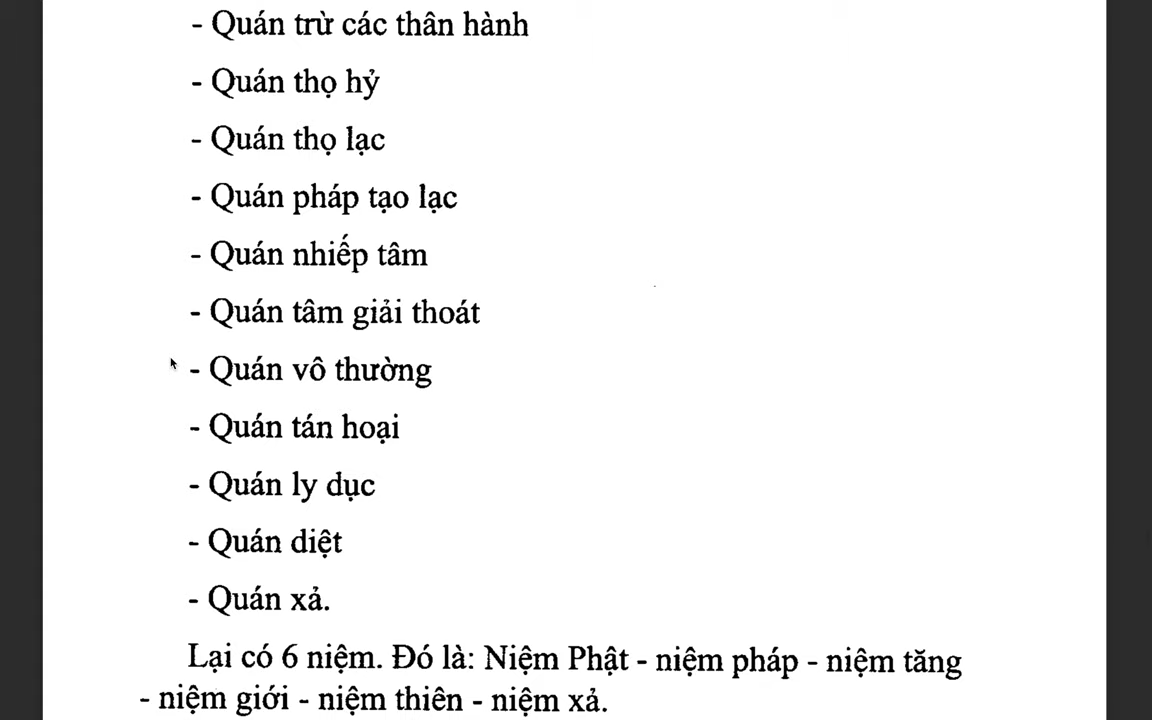 - Quán trừ các thân hành
- Quán thọ hỷ
- Quán thọ lạc
- Quán pháp tạo lạc
- Quán nhiếp tâm
- Quán tâm giải thoát
- Quán vô thường
- Quán tán hoại
- Quán ly dục
- Quán diệt
- Quán xả.
Lại có 6 niệm. Đó là: Niệm Phật - niệm pháp - niệm tăng
- niệm giới - niệm thiên - niệm xả.